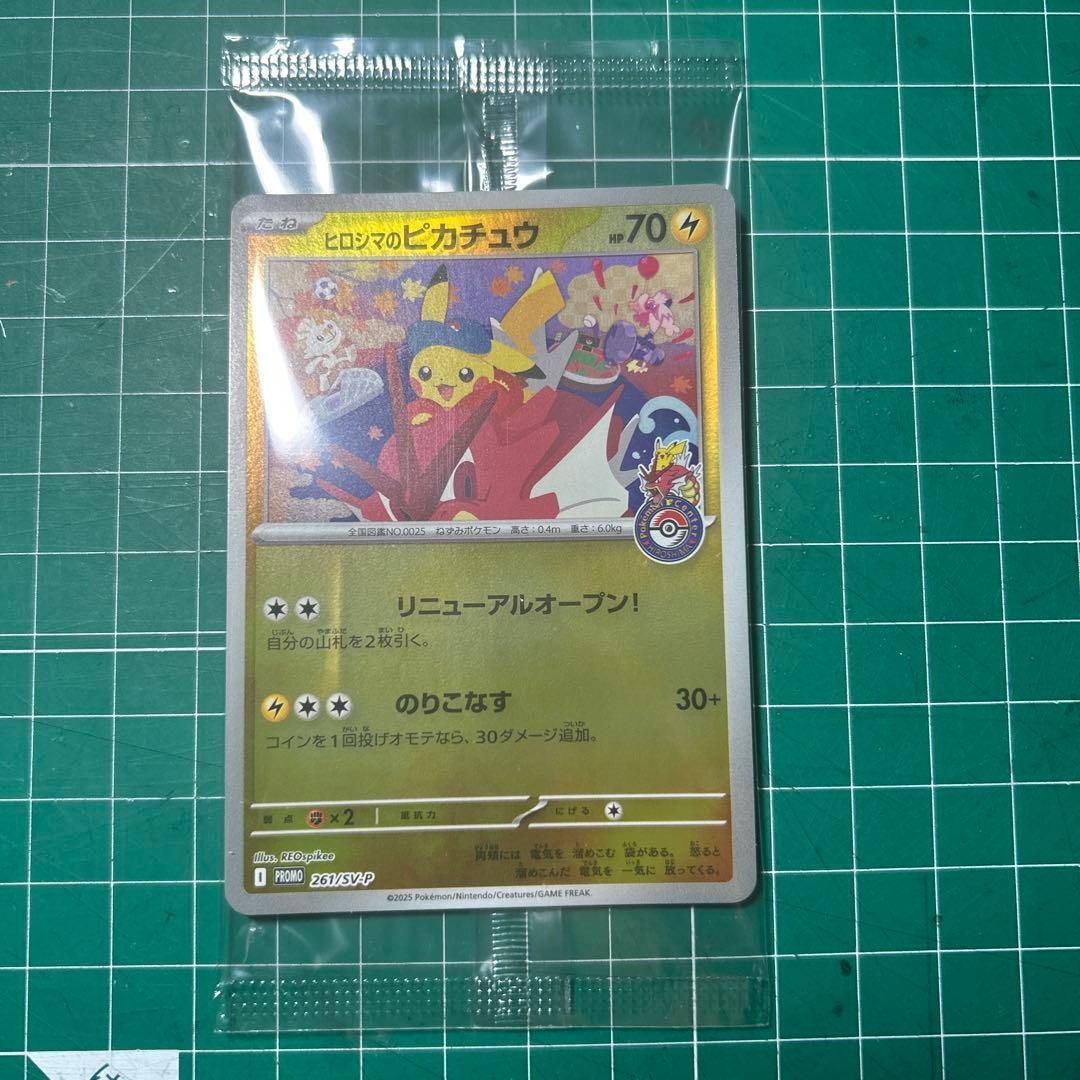 たね
ヒロシマのピカチュウ
HP70
Pokémon Center
HIROSHIMA
全国図鑑NO.0025 ねずみポケモン 高さ:0.4m 重さ:6.0kg
リニューアルオープン!
自分の山札を2枚引く。
のりこなす 30+
コインを1回投げオモテなら、30ダメージ追加。
弱点 ×2 抵抗力 にげる
Illus. REOspikee
両頬には 電気を 溜めこむ 袋がある。 怒ると
溜めこんだ 電気を 一気に 放ってくる。
I PROMO 261/SV-P
©2025 Pokémon/Nintendo/Creatures/GAME FREAK.